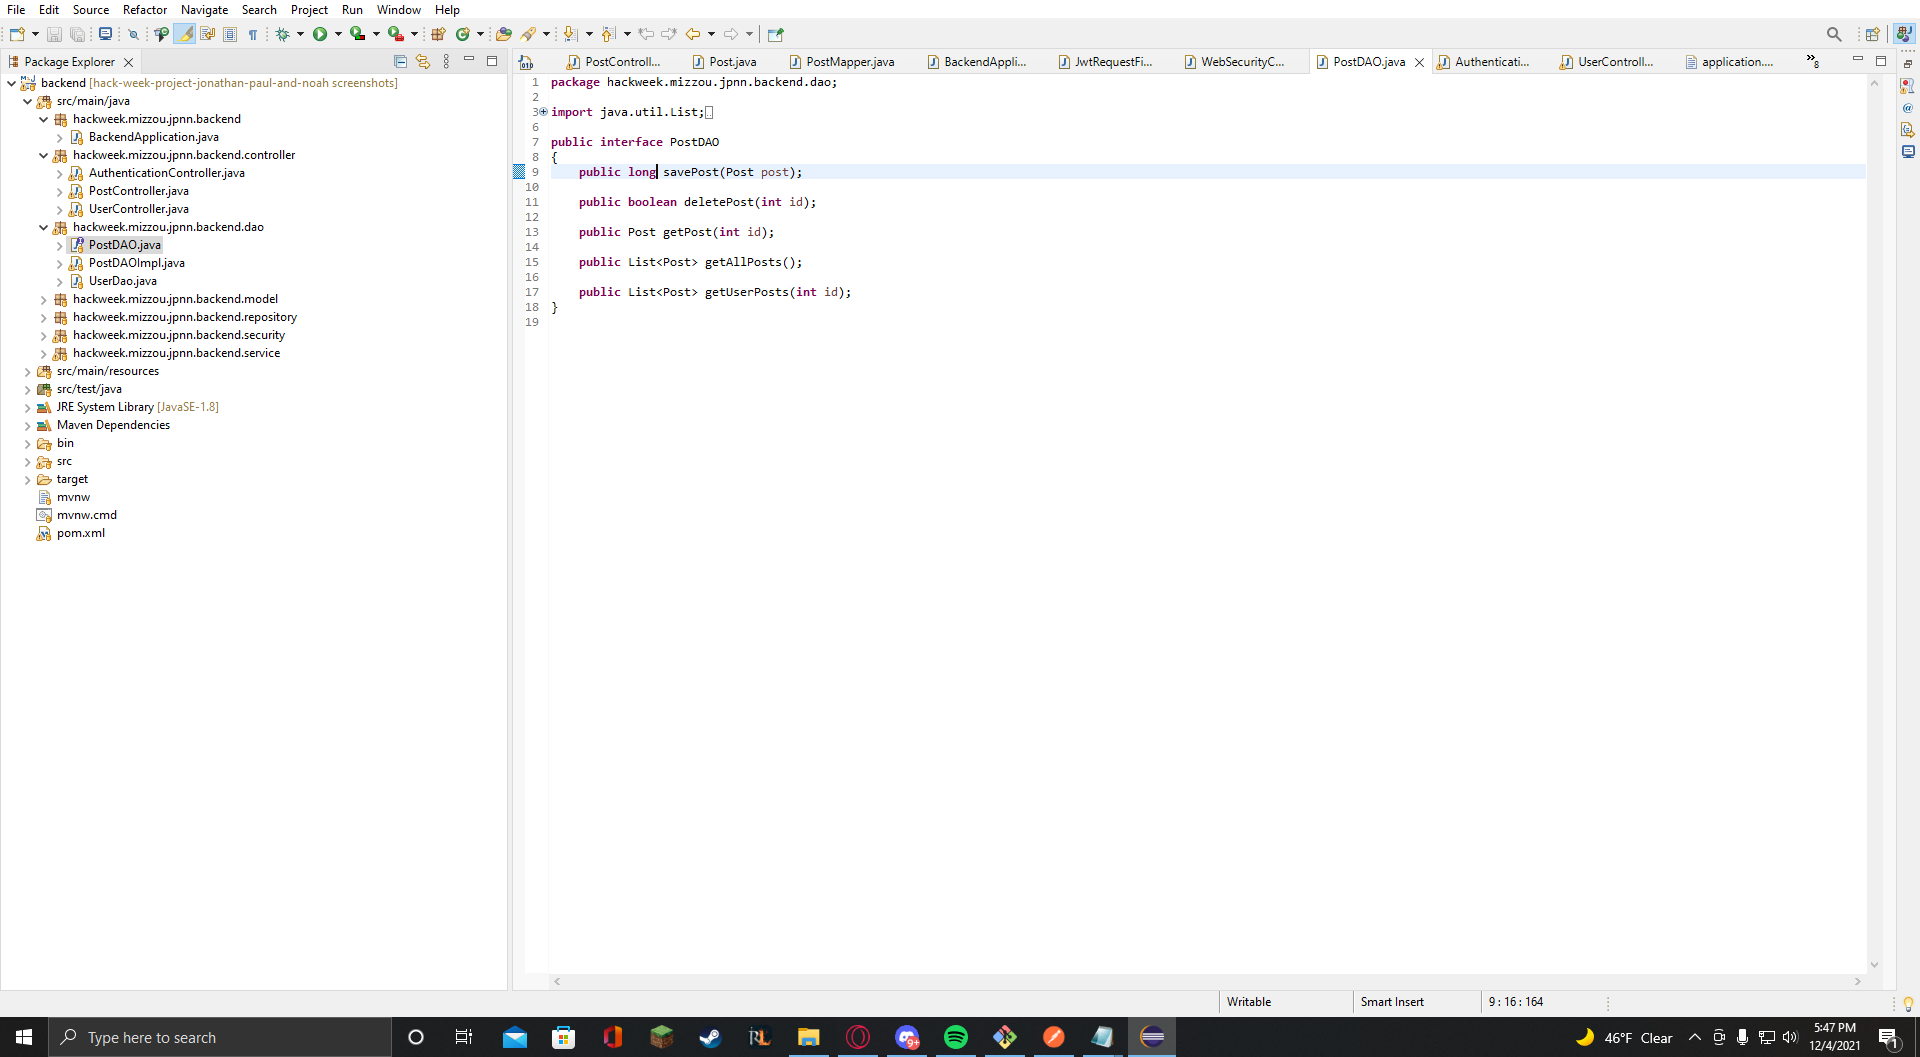 File Edit Source Refactor Navigate Search Project Run Window Help
Package Explorer
PostControll... Post.java PostMapper.java BackendAppli... JwtRequestFi... WebSecurityC... PostDAO.java Authenticati... UserControll... application.... »8
backend [hack-week-project-jonathan-paul-and-noah screenshots]
src/main/java
hackweek.mizzou.jpnn.backend
BackendApplication.java
hackweek.mizzou.jpnn.backend.controller
AuthenticationController.java
PostController.java
UserController.java
hackweek.mizzou.jpnn.backend.dao
PostDAO.java
PostDAOImpl.java
UserDao.java
hackweek.mizzou.jpnn.backend.model
hackweek.mizzou.jpnn.backend.repository
hackweek.mizzou.jpnn.backend.security
hackweek.mizzou.jpnn.backend.service
src/main/resources
src/test/java
JRE System Library [JavaSE-1.8]
Maven Dependencies
bin
src
target
mvnw
mvnw.cmd
pom.xml
1 package hackweek.mizzou.jpnn.backend.dao;
2
3 import java.util.List;
6
7 public interface PostDAO
8 {
9 public long savePost(Post post);
10
11 public boolean deletePost(int id);
12
13 public Post getPost(int id);
14
15 public List<Post> getAllPosts();
16
17 public List<Post> getUserPosts(int id);
18 }
19
Writable Smart Insert 9 : 16 : 164
Type here to search
9+
46°F Clear
5:47 PM
12/4/2021
1